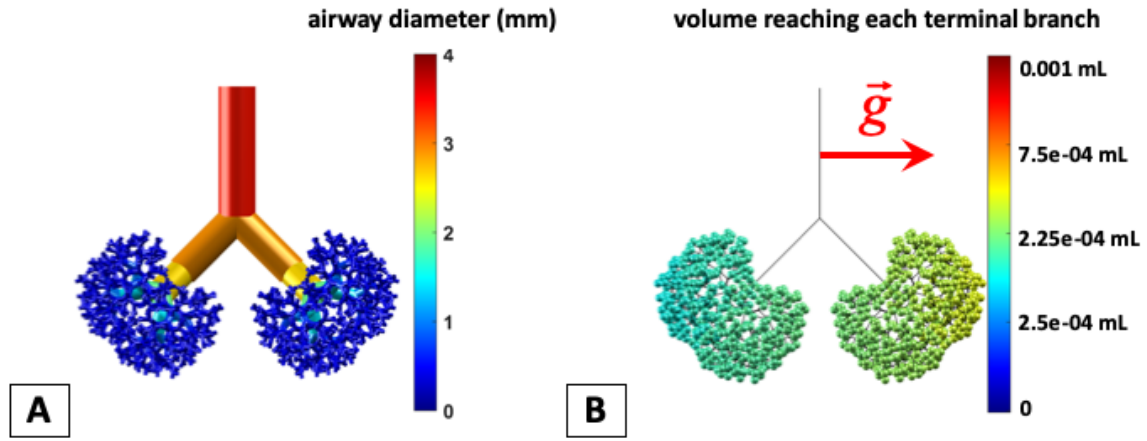 airway diameter (mm)
4
3
2
1
0
A
volume reaching each terminal branch
g
0.001 mL
7.5e-04 mL
2.25e-04 mL
2.5e-04 mL
0
B